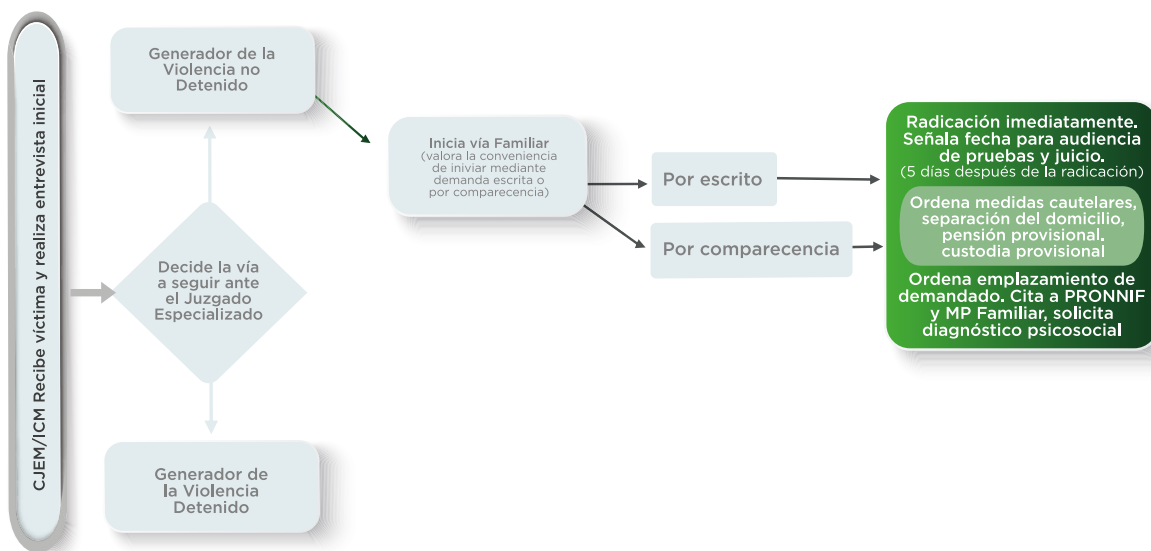 CJEM/ICM Recibe víctima y realiza entrevista inicial
Generador de la
Violencia no
Detenido
Decide la vía
a seguir ante
el Juzgado
Especializado
Generador de
la Violencia
Detenido
Inicia vía Familiar
(valora la conveniencia
de iniviar mediante
demanda escrita o
por comparecencia)
Por escrito
Por comparecencia
Radicación imediatamente.
Señala fecha para audiencia
de pruebas y juicio.
(5 días después de la radicación)
Ordena medidas cautelares,
separación del domicilio,
pensión provisional.
custodia provisional
Ordena emplazamiento de
demandado. Cita a PRONNIF
y MP Familiar, solicita
diagnóstico psicosocial